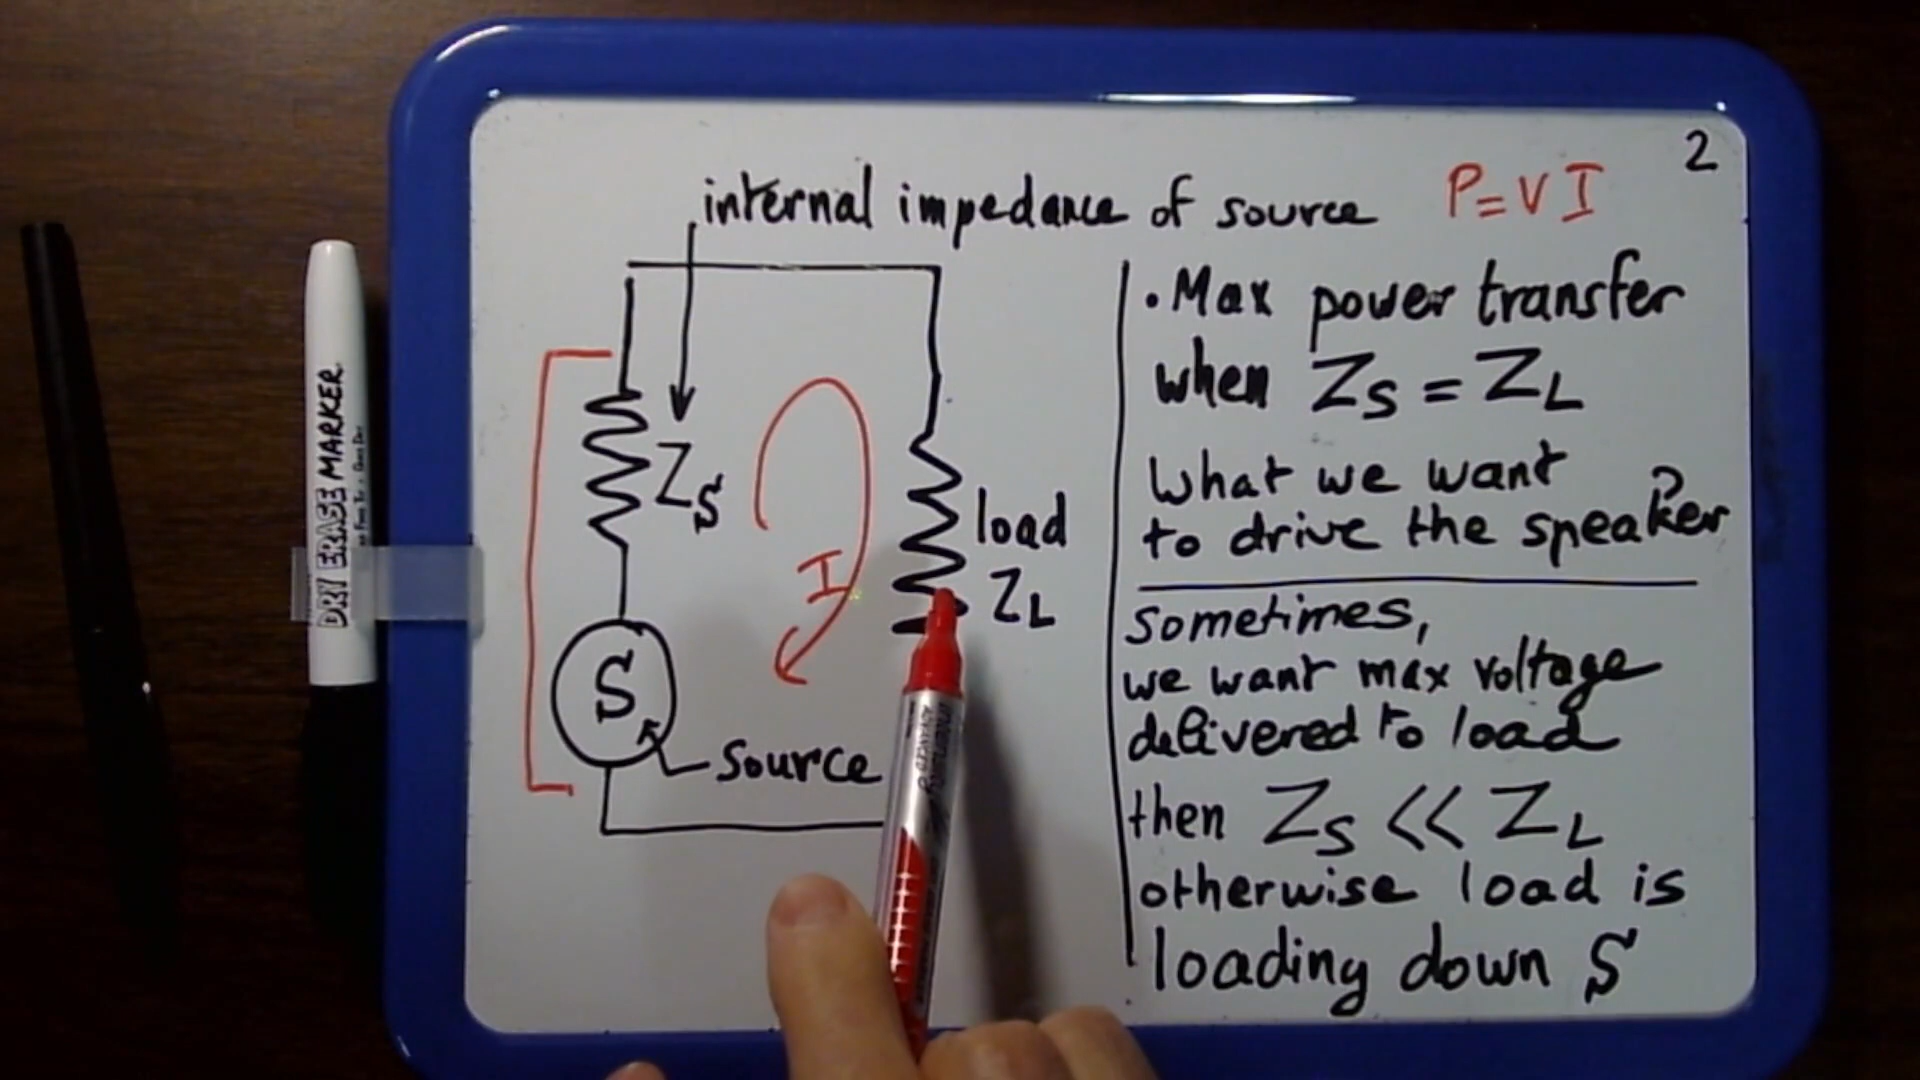 2
internal impedance of source
P=VI
ZS
S
source
I
load
ZL
• Max power transfer
when ZS = ZL
What we want
to drive the speaker?
Sometimes,
we want max voltage
delivered to load
then ZS << ZL
otherwise load is
loading down S
DRY ERASE MARKER